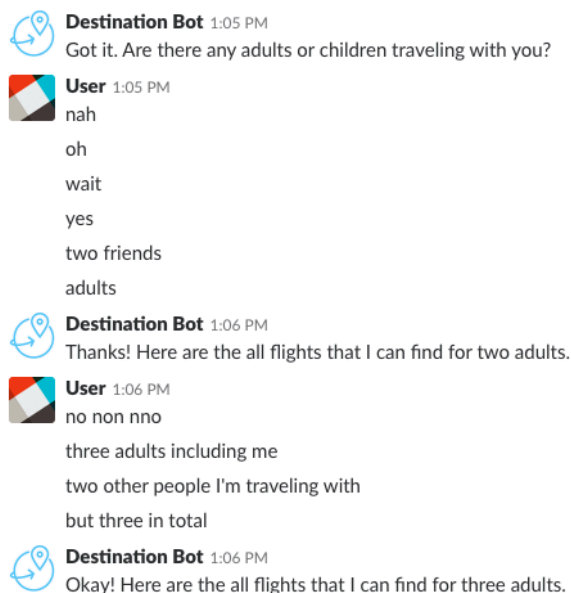 Destination Bot 1:05 PM
Got it. Are there any adults or children traveling with you?
User 1:05 PM
nah
oh
wait
yes
two friends
adults
Destination Bot 1:06 PM
Thanks! Here are the all flights that I can find for two adults.
User 1:06 PM
no non nno
three adults including me
two other people I'm traveling with
but three in total
Destination Bot 1:06 PM
Okay! Here are the all flights that I can find for three adults.